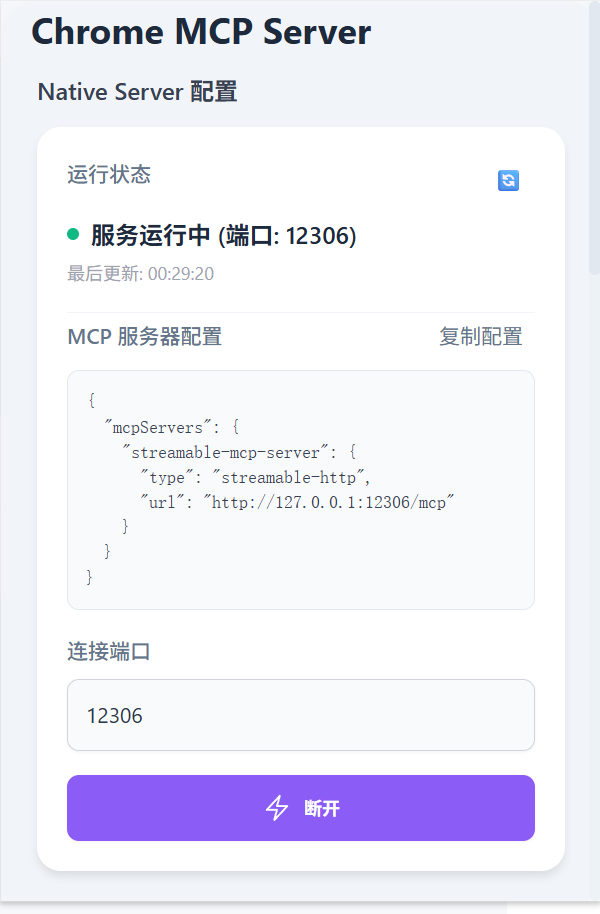 Chrome MCP Server
Native Server 配置
运行状态
服务运行中 (端口: 12306)
最后更新: 00:29:20
MCP 服务器配置 复制配置
{
  "mcpServers": {
    "streamable-mcp-server": {
      "type": "streamable-http",
      "url": "http://127.0.0.1:12306/mcp"
    }
  }
}
连接端口
12306
断开